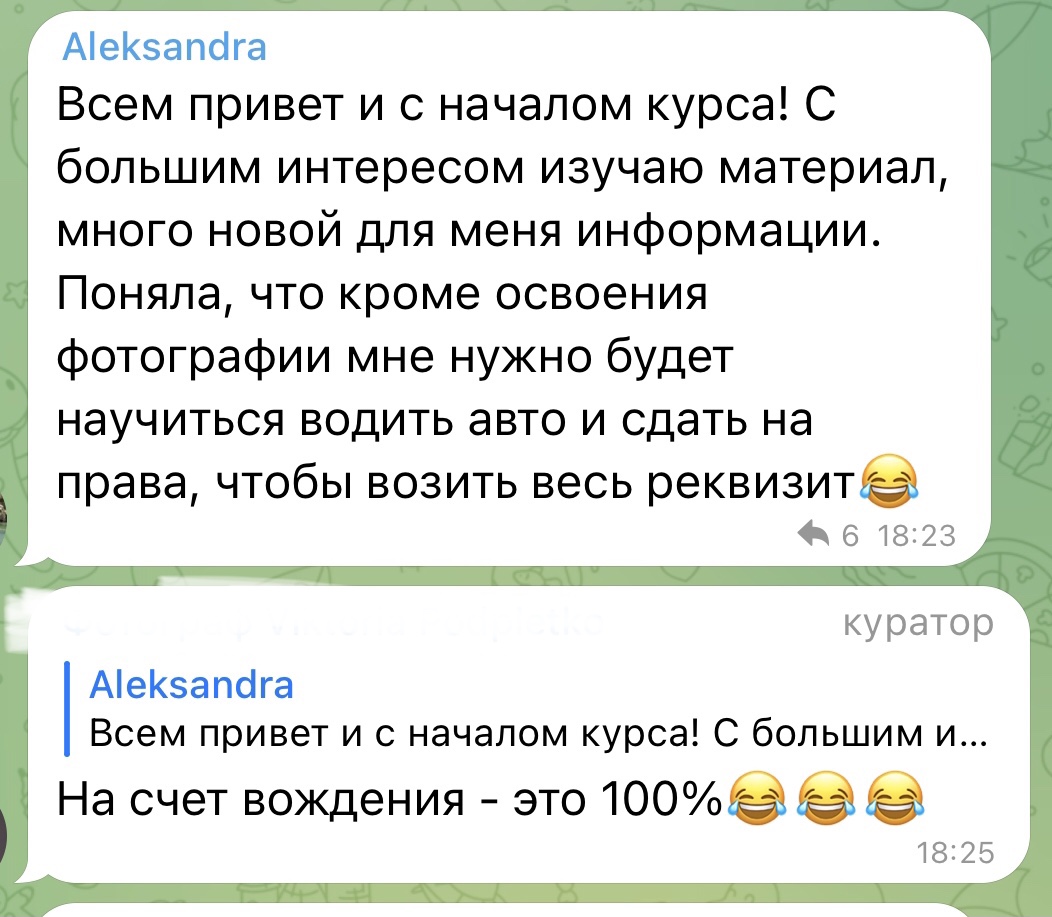 Aleksandra
Всем привет и с началом курса! С
большим интересом изучаю материал,
много новой для меня информации.
Поняла, что кроме освоения
фотографии мне нужно будет
научиться водить авто и сдать на
права, чтобы возить весь реквизит😂
6 18:23
куратор
Aleksandra
Всем привет и с началом курса! С большим и...
На счет вождения - это 100%😂😂😂
18:25